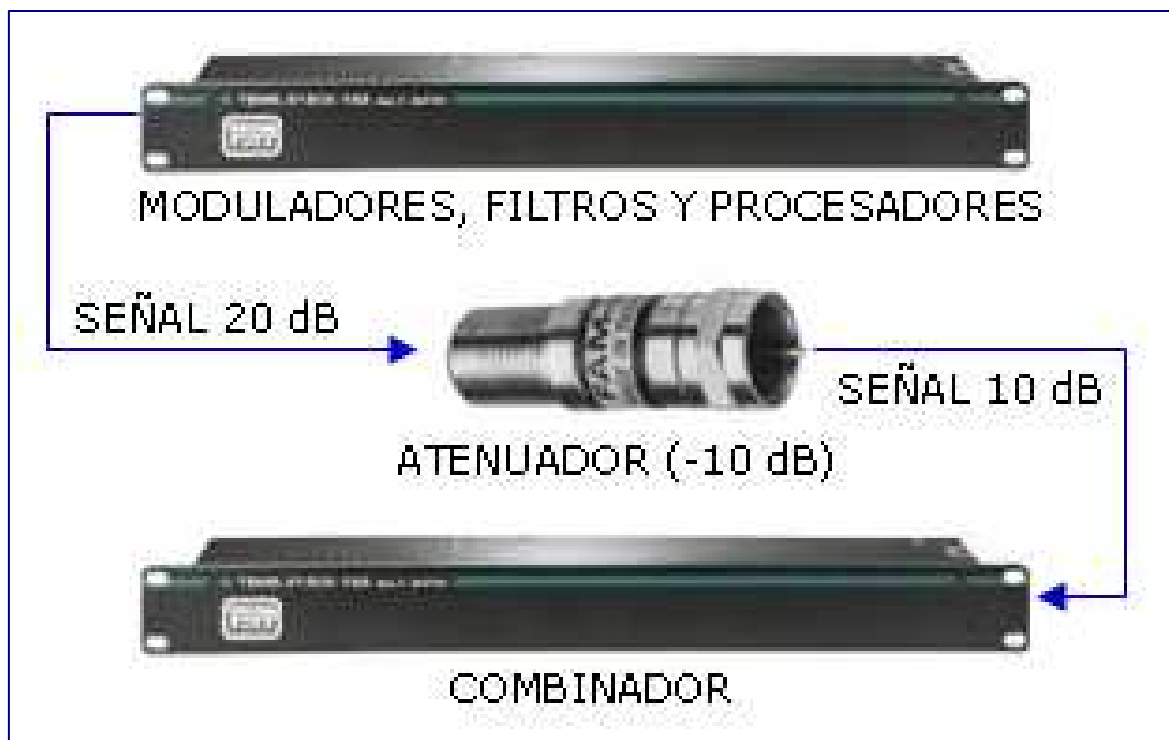 MODULADORES, FILTROS Y PROCESADORES
SEÑAL 20 dB
SEÑAL 10 dB
ATENUADOR (-10 dB)
COMBINADOR